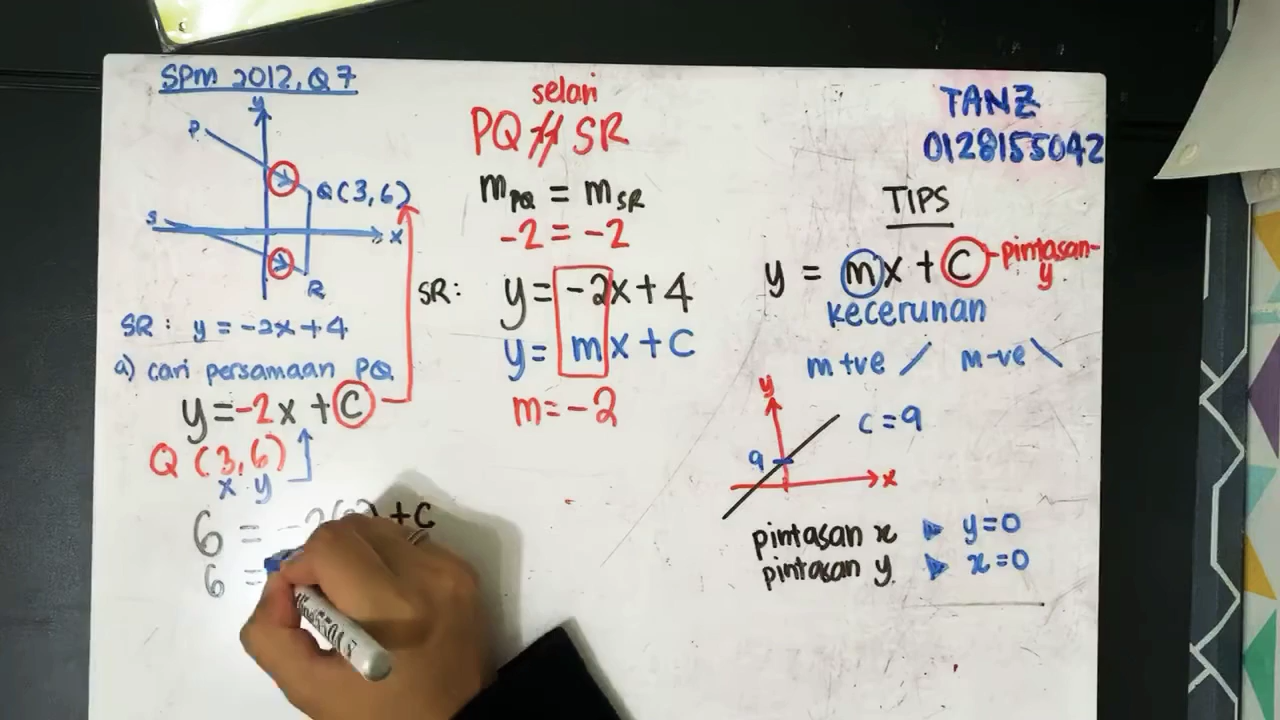 SPM 2012, Q7
y
P
Q(3,6)
S
x
R
SR: y = -2x+4
a) cari persamaan PQ
y=-2x +C
Q (3,6)
x y
6 = -2(3) +C
6 =
selari
PQ // SR
mPQ = mSR
-2 = -2
SR: y= -2x+4
y= mx+C
m=-2
TANZ
0128155042
TIPS
y = mx+C pintasan-y
kecerunan
m+ve / m-ve \
y
C=9
9
x
pintasan x ▶ y=0
pintasan y. ▶ x=0